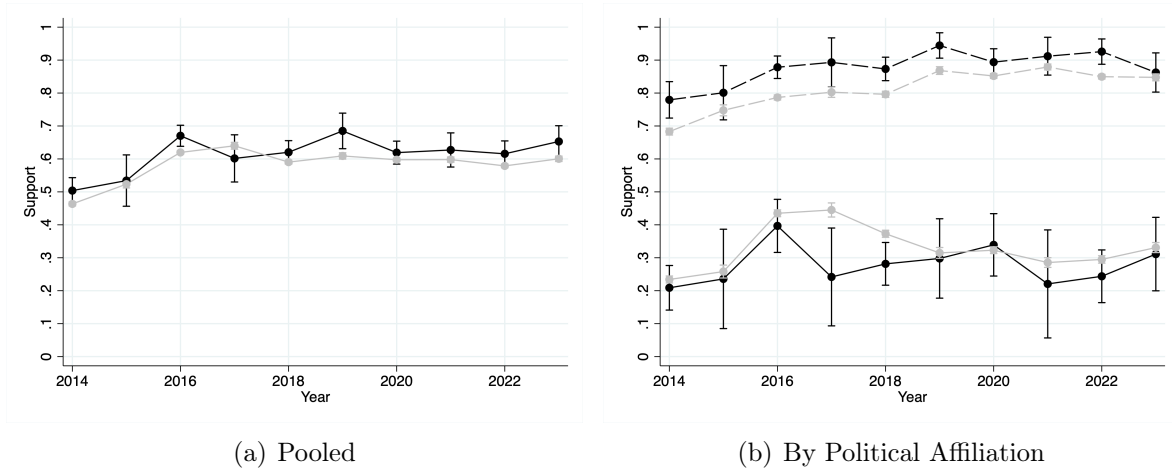 1
.9
.8
.7
.6
.5
.4
.3
.2
.1
0
Support
2014 2016 2018 2020 2022
Year
(a) Pooled
1
.9
.8
.7
.6
.5
.4
.3
.2
.1
0
Support
2014 2016 2018 2020 2022
Year
(b) By Political Affiliation